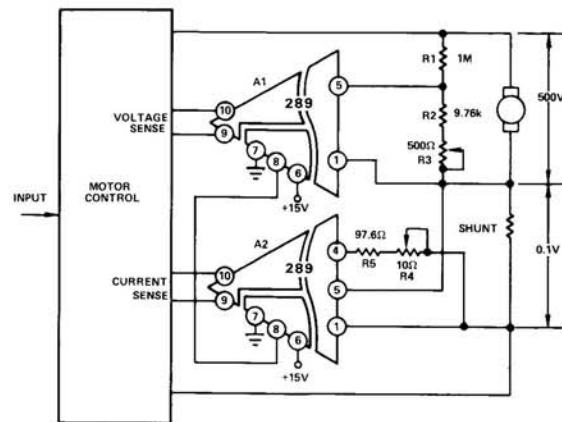 R1
1M
A1
5
500V
10
289
R2
9.76k
VOLTAGE
SENSE
9
500Ω
R3
7
8
6
1
+15V
INPUT
MOTOR
CONTROL
A2
97.6Ω
4
SHUNT
10Ω
R5
R4
0.1V
10
289
CURRENT
SENSE
5
9
7
8
6
1
+15V